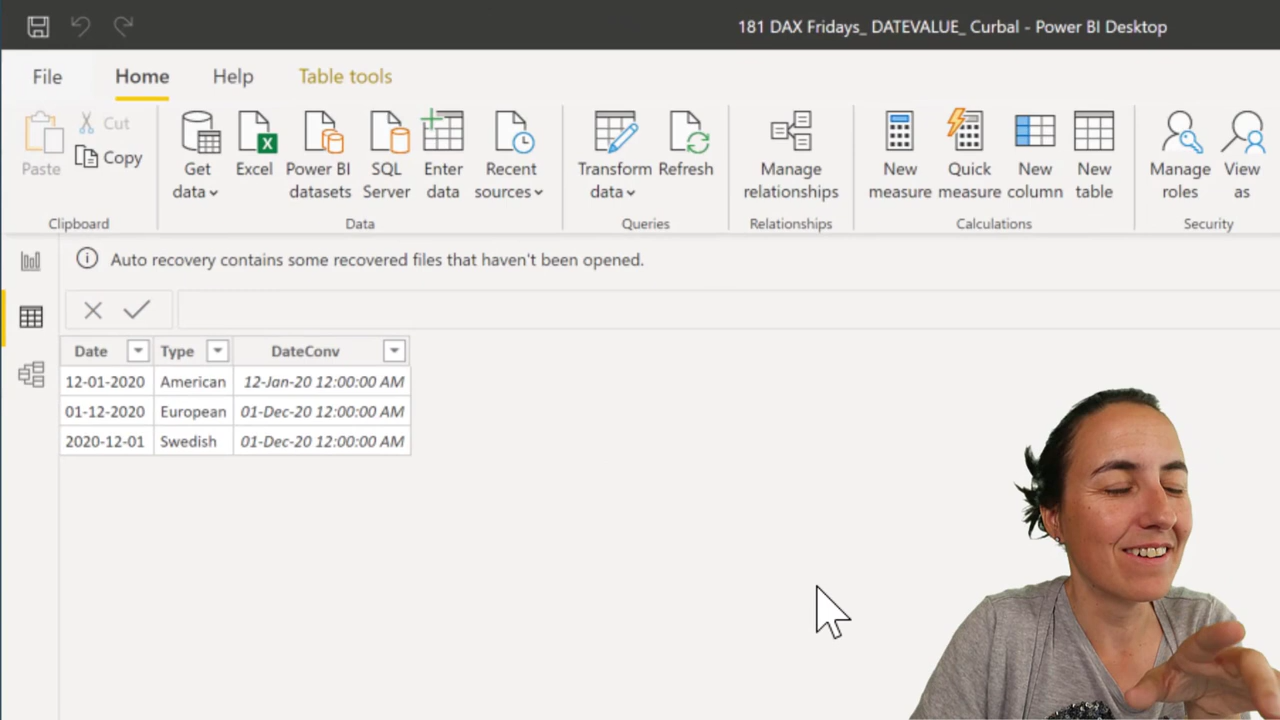 181 DAX Fridays_ DATEVALUE_ Curbal - Power BI Desktop
File Home Help Table tools
Paste Cut Copy
Get data Excel Power BI datasets SQL Server Enter data Recent sources
Transform data Refresh
Manage relationships
New measure Quick measure New column New table
Manage roles View as
Clipboard Data Queries Relationships Calculations Security
Auto recovery contains some recovered files that haven't been opened.
Date Type DateConv
12-01-2020 American 12-Jan-20 12:00:00 AM
01-12-2020 European 01-Dec-20 12:00:00 AM
2020-12-01 Swedish 01-Dec-20 12:00:00 AM